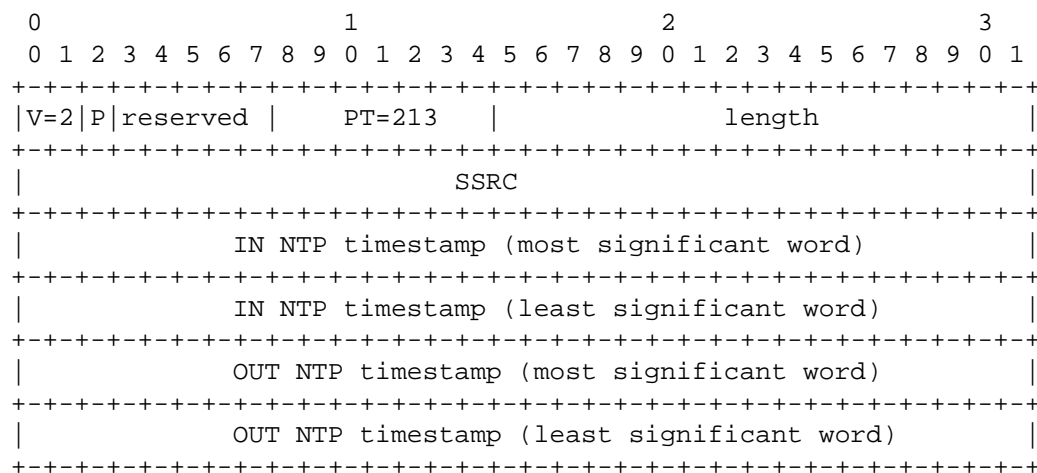 0                   1                   2                   3
 0 1 2 3 4 5 6 7 8 9 0 1 2 3 4 5 6 7 8 9 0 1 2 3 4 5 6 7 8 9 0 1
+-+-+-+-+-+-+-+-+-+-+-+-+-+-+-+-+-+-+-+-+-+-+-+-+-+-+-+-+-+-+-+-+
|V=2|P|reserved |    PT=213    |              length             |
+-+-+-+-+-+-+-+-+-+-+-+-+-+-+-+-+-+-+-+-+-+-+-+-+-+-+-+-+-+-+-+-+
|                           SSRC                                |
+-+-+-+-+-+-+-+-+-+-+-+-+-+-+-+-+-+-+-+-+-+-+-+-+-+-+-+-+-+-+-+-+
|             IN NTP timestamp (most significant word)          |
+-+-+-+-+-+-+-+-+-+-+-+-+-+-+-+-+-+-+-+-+-+-+-+-+-+-+-+-+-+-+-+-+
|             IN NTP timestamp (least significant word)         |
+-+-+-+-+-+-+-+-+-+-+-+-+-+-+-+-+-+-+-+-+-+-+-+-+-+-+-+-+-+-+-+-+
|             OUT NTP timestamp (most significant word)         |
+-+-+-+-+-+-+-+-+-+-+-+-+-+-+-+-+-+-+-+-+-+-+-+-+-+-+-+-+-+-+-+-+
|             OUT NTP timestamp (least significant word)        |
+-+-+-+-+-+-+-+-+-+-+-+-+-+-+-+-+-+-+-+-+-+-+-+-+-+-+-+-+-+-+-+-+